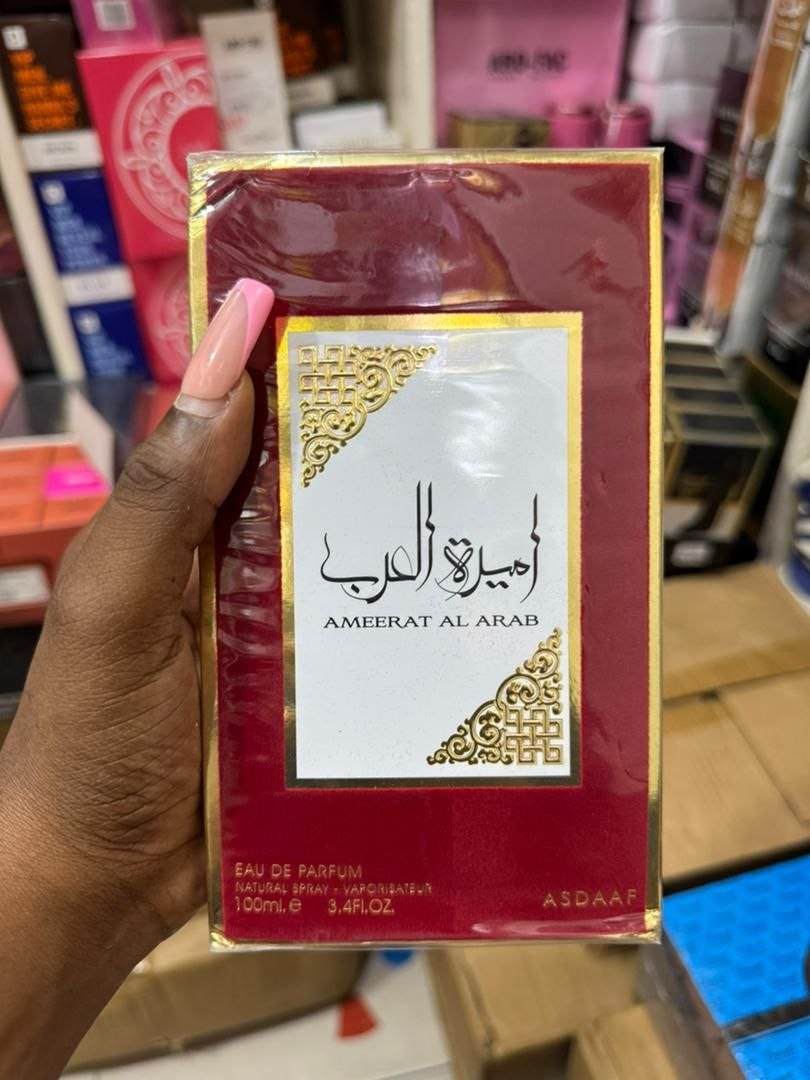 اميرة العرب
AMEERAT AL ARAB
EAU DE PARFUM
NATURAL SPRAY - VAPORISATEUR
100ml.e 3.4Fl.OZ.
ASDAAF